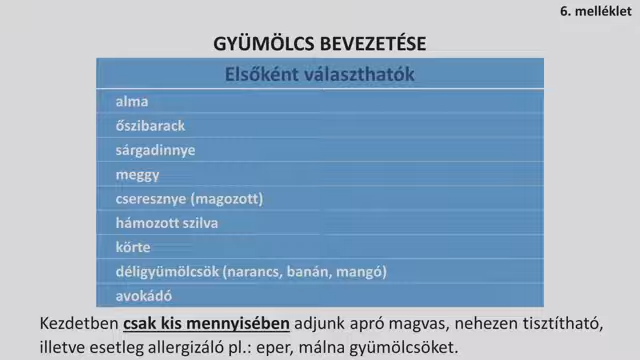 6. melléklet
GYÜMÖLCS BEVEZETÉSE
Elsőként választhatók
alma
őszibarack
sárgadinnye
meggy
cseresznye (magozott)
hámozott szilva
körte
déligyümölcsök (narancs, banán, mangó)
avokádó
Kezdetben csak kis mennyisében adjunk apró magvas, nehezen tisztítható,
illetve esetleg allergizáló pl.: eper, málna gyümölcsöket.